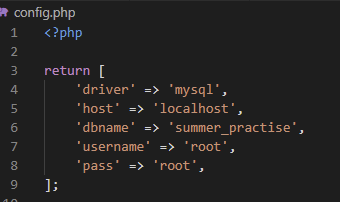 config.php
1 <?php
2
3 return [
4     'driver' => 'mysql',
5     'host' => 'localhost',
6     'dbname' => 'summer_practise',
7     'username' => 'root',
8     'pass' => 'root',
9 ];